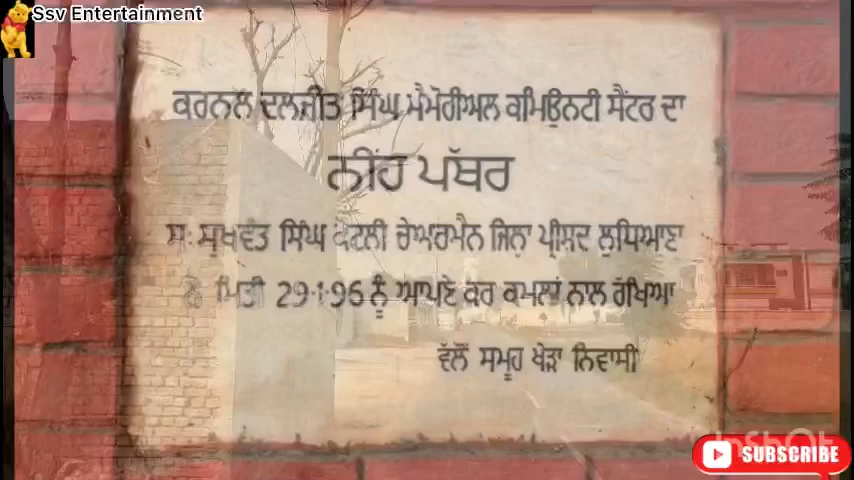 Ssv Entertainment
ਕਰਨਲ ਦਲਜੀਤ ਸਿੰਘ ਮੈਮੋਰੀਅਲ ਕਮਿਊਨਟੀ ਸੈਂਟਰ ਦਾ
ਨੀਂਹ ਪੱਥਰ
ਸ: ਸੁਖਵੰਤ ਸਿੰਘ ਚੇਅਰਮੈਨ ਜਿਲਾ ਪ੍ਰੀਸ਼ਦ ਲੁਧਿਆਣਾ
ਨੇ ਮਿਤੀ 29·1·96 ਨੂੰ ਆਪਣੇ ਕਰ ਕਮਲਾਂ ਨਾਲ ਰੱਖਿਆ
ਵੱਲੋਂ ਸਮੂਹ ਖੇੜਾ ਨਿਵਾਸੀ
InShOt
SUBSCRIBE